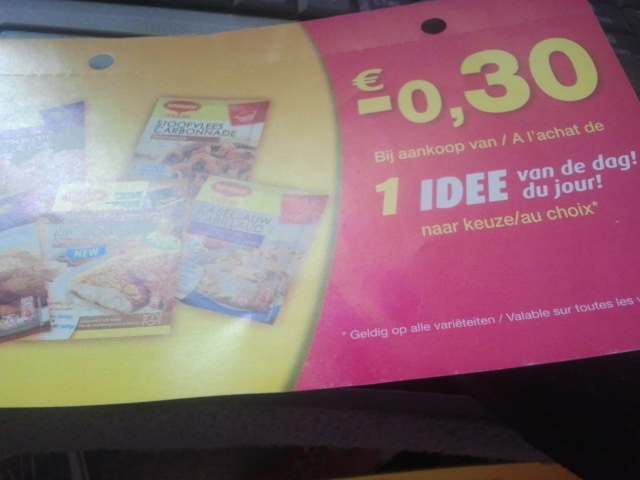 €
-0,30
Bij aankoop van / A l'achat de
1 IDEE van de dag!
du jour!
naar keuze/au choix*
* Geldig op alle variëteiten / Valable sur toutes les
STOOFVLEES
CARBONNADE
NEW